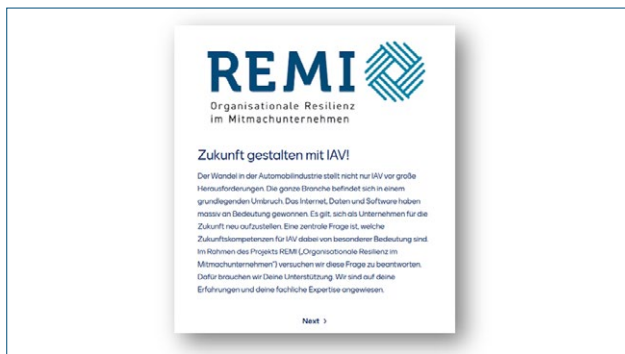 REMI
Organisationale Resilienz
im Mitmachunternehmen
Zukunft gestalten mit IAV!
Der Wandel in der Automobilindustrie stellt nicht nur IAV vor große
Herausforderungen. Die ganze Branche befindet sich in einem
grundlegenden Umbruch. Das Internet, Daten und Software haben
massiv an Bedeutung gewonnen. Es gilt, sich als Unternehmen für die
Zukunft neu aufzustellen. Eine zentrale Frage ist, welche
Zukunftskompetenzen für IAV dabei von besonderer Bedeutung sind.
Im Rahmen des Projekts REMI („Organisationale Resilienz im
Mitmachunternehmen“) versuchen wir diese Frage zu beantworten.
Dafür brauchen wir Deine Unterstützung. Wir sind auf deine
Erfahrungen und deine fachliche Expertise angewiesen.
Next >